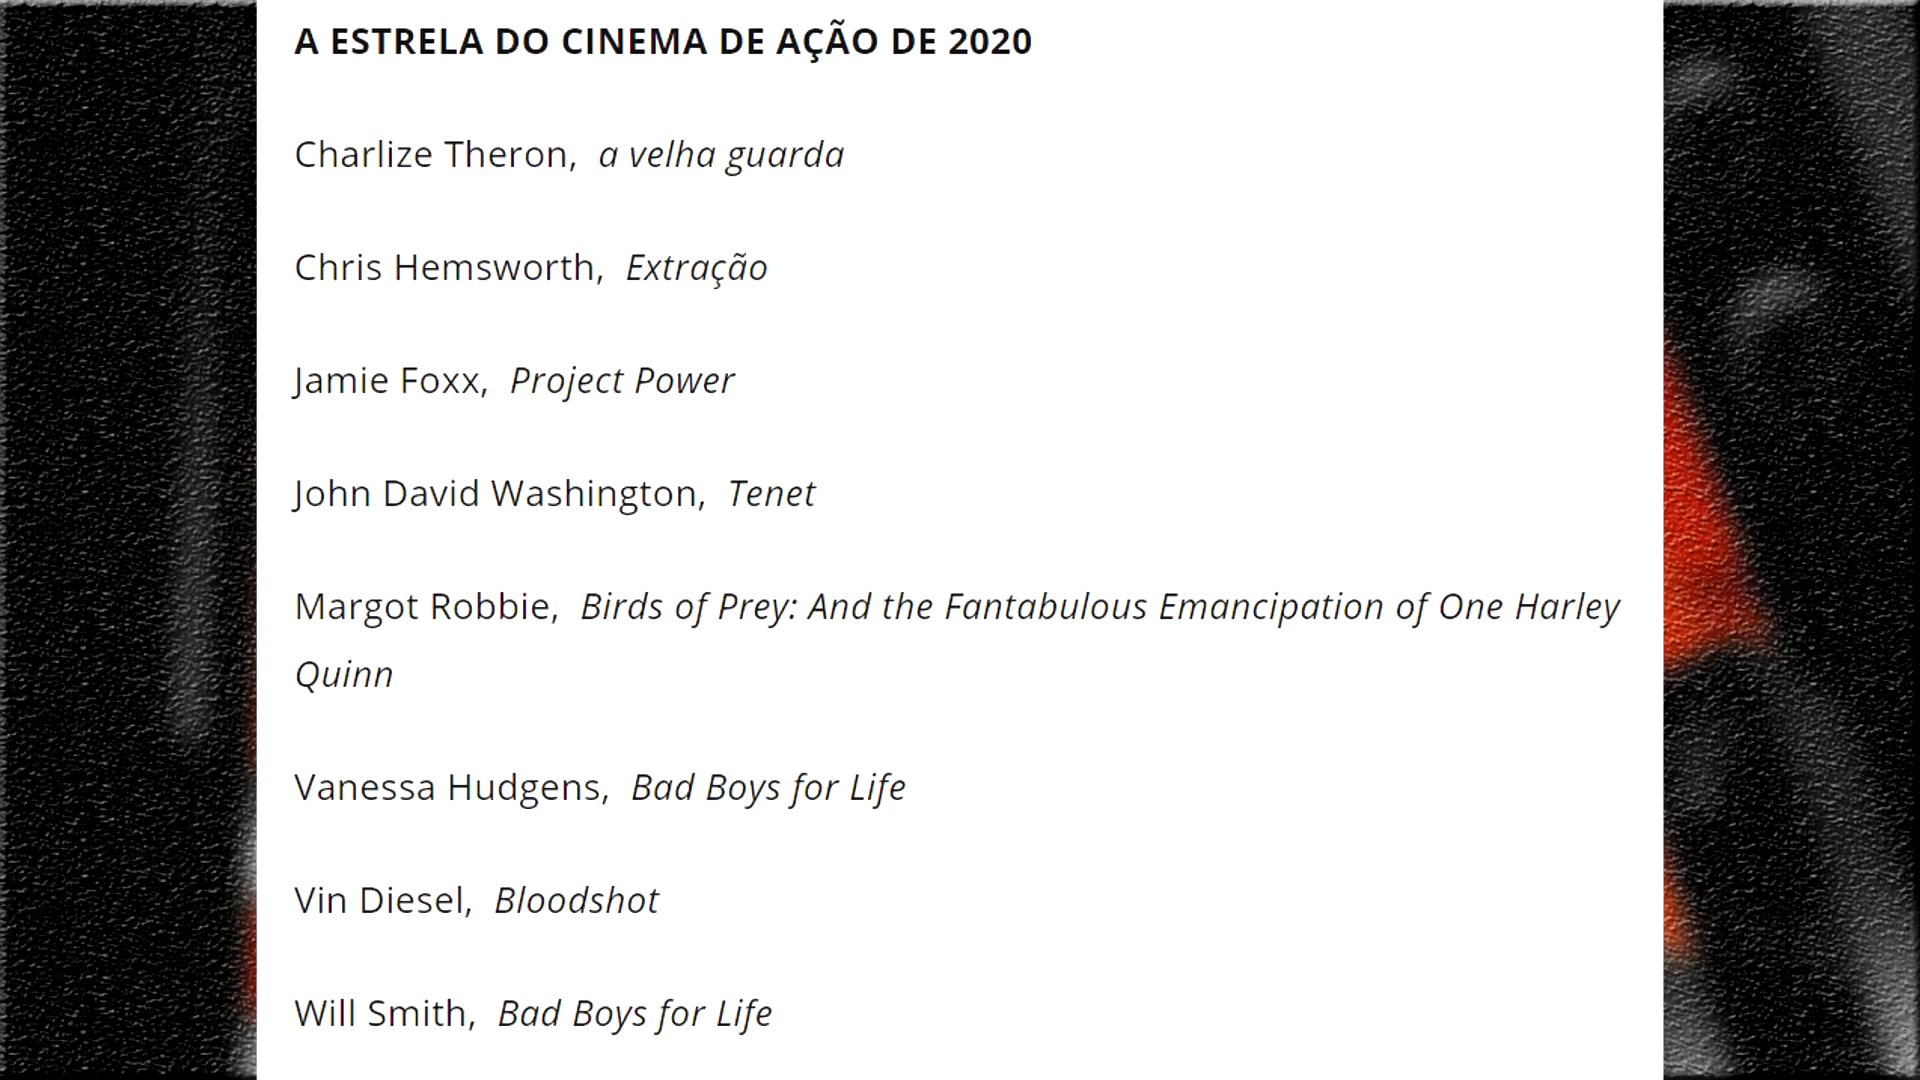 A ESTRELA DO CINEMA DE AÇÃO DE 2020
Charlize Theron, a velha guarda
Chris Hemsworth, Extração
Jamie Foxx, Project Power
John David Washington, Tenet
Margot Robbie, Birds of Prey: And the Fantabulous Emancipation of One Harley
Quinn
Vanessa Hudgens, Bad Boys for Life
Vin Diesel, Bloodshot
Will Smith, Bad Boys for Life